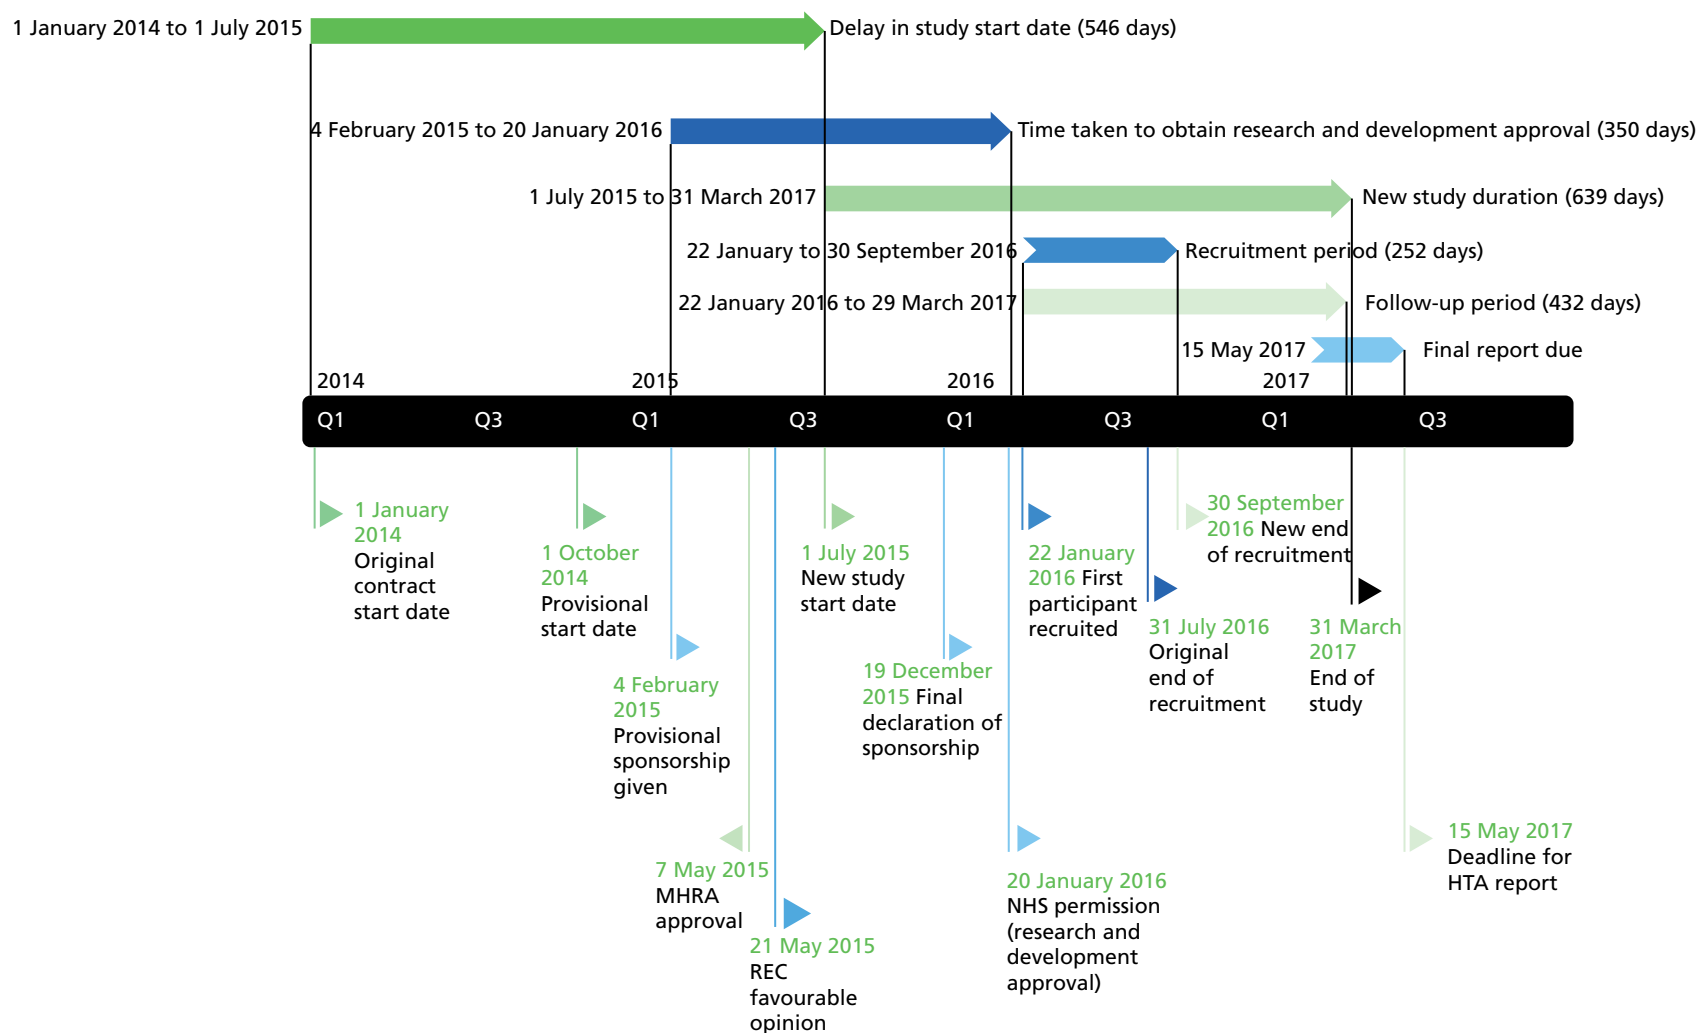 1 January 2014 to 1 July 2015
Delay in study start date (546 days)
4 February 2015 to 20 January 2016
Time taken to obtain research and development approval (350 days)
1 July 2015 to 31 March 2017
New study duration (639 days)
22 January to 30 September 2016
Recruitment period (252 days)
22 January 2016 to 29 March 2017
Follow-up period (432 days)
15 May 2017
Final report due
2014
2015
2016
2017
Q1
Q3
Q1
Q3
Q1
Q3
Q1
Q3
1 January
2014
Original
contract
start date
1 October
2014
Provisional
start date
4 February
2015
Provisional
sponsorship
given
7 May 2015
MHRA
approval
21 May 2015
REC
favourable
opinion
1 July 2015
New study
start date
19 December
2015 Final
declaration of
sponsorship
20 January 2016
NHS permission
(research and
development
approval)
22 January
2016 First
participant
recruited
31 July 2016
Original
end of
recruitment
30 September
2016 New end
of recruitment
31 March
2017
End of
study
15 May 2017
Deadline for
HTA report